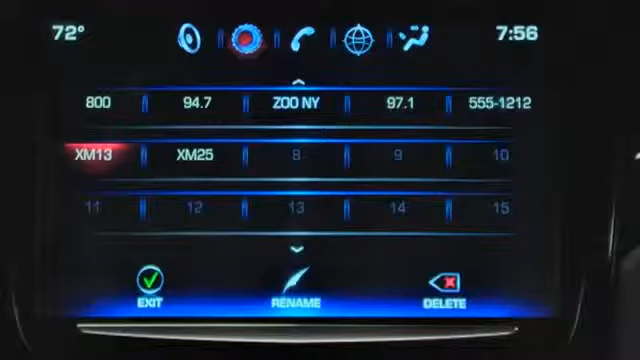 72° 7:56
800 94.7 ZOO NY 97.1 555-1212
XM13 XM25 8 9 10
11 12 13 14 15
EXIT RENAME DELETE